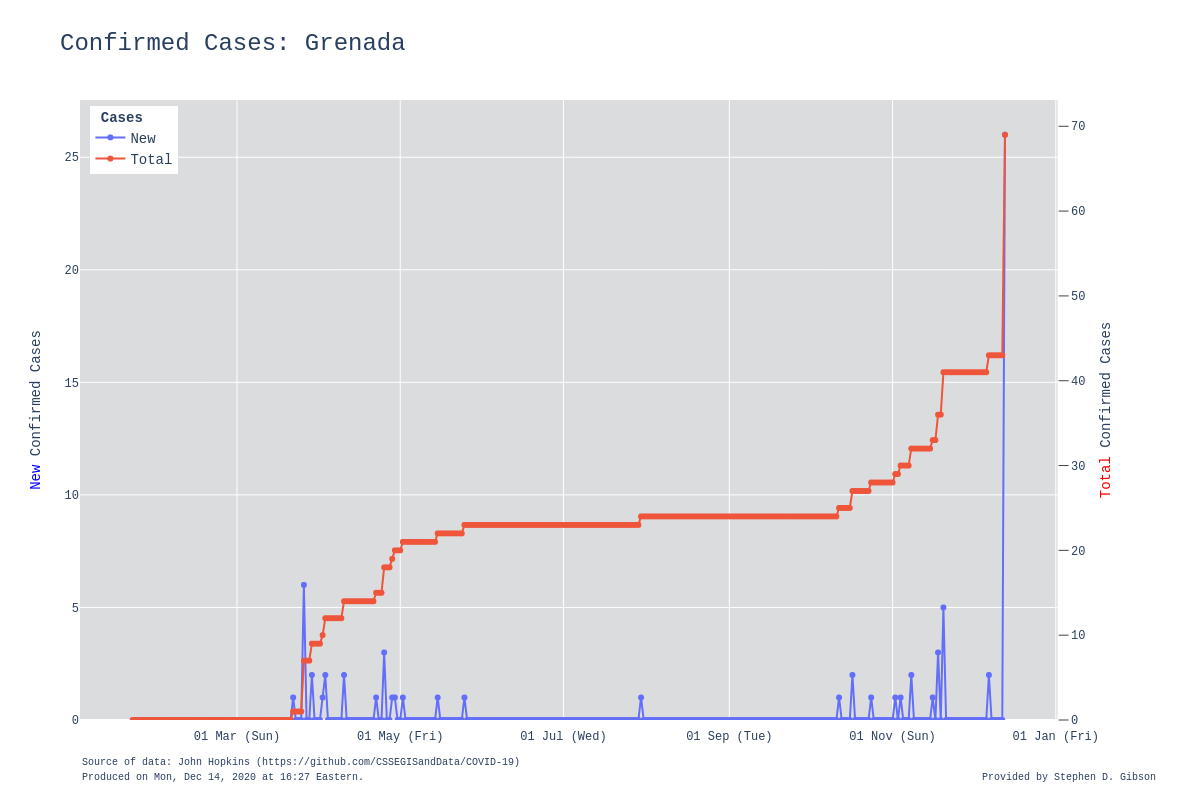 Confirmed Cases: Grenada
Cases
New
Total
25
20
15
10
5
0
70
60
50
40
30
20
10
0
New Confirmed Cases
Total Confirmed Cases
01 Mar (Sun)
01 May (Fri)
01 Jul (Wed)
01 Sep (Tue)
01 Nov (Sun)
01 Jan (Fri)
Source of data: John Hopkins (https://github.com/CSSEGISandData/COVID-19)
Produced on Mon, Dec 14, 2020 at 16:27 Eastern.
Provided by Stephen D. Gibson